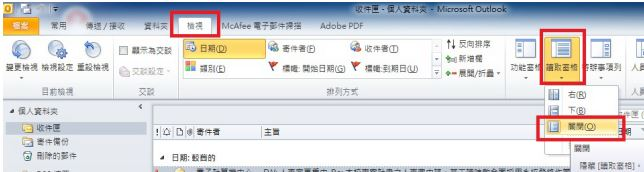 收件匣 - 個人資料夾 - Microsoft Outlook
檔案 常用 傳送／接收 資料夾 檢視 McAfee 電子郵件掃描 Adobe PDF
變更檢視 檢視設定 重設檢視
顯示為交談
交談設定
日期(D) 寄件者(F) 收件者(T)
類別(E) 標幟: 開始日期(G) 標幟:到期日(U)
反向排序
新增欄
展開/折疊
功能窗格 讀取窗格 待辦事項列
目前檢視 交談 排列方式
右(R)
下(B)
關閉(O)
關閉
隱藏 [讀取窗格]。
個人資料夾
收件匣
寄件備份
刪除的郵件
寄件者 主旨
日期: 較舊的